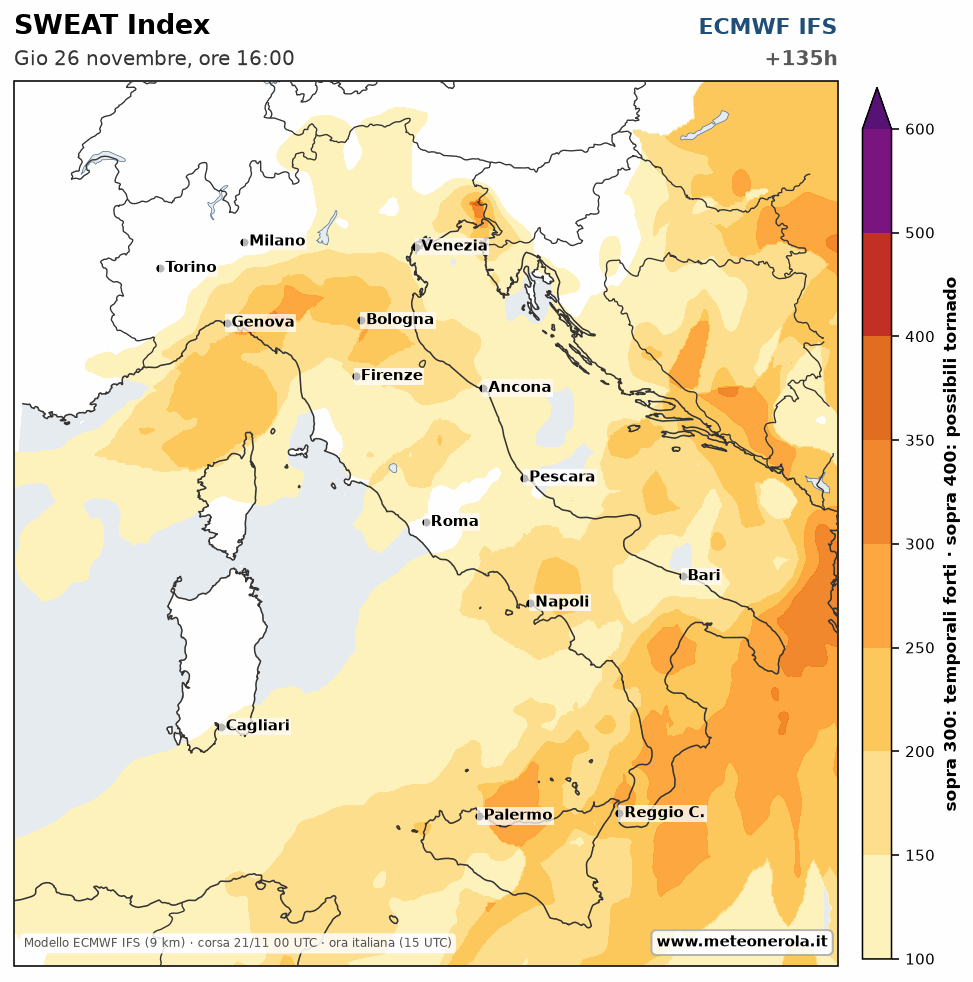 SWEAT Index
ECMWF IFS
Gio 26 novembre, ore 16:00
+135h
Milano
Venezia
Torino
Genova
Bologna
Firenze
Ancona
Pescara
Roma
Bari
Napoli
Cagliari
Palermo
Reggio C.
600
500
400
350
300
250
200
150
100
sopra 300: temporali forti · sopra 400: possibili tornado
Modello ECMWF IFS (9 km) · corsa 21/11 00 UTC · ora italiana (15 UTC)
www.meteonerola.it